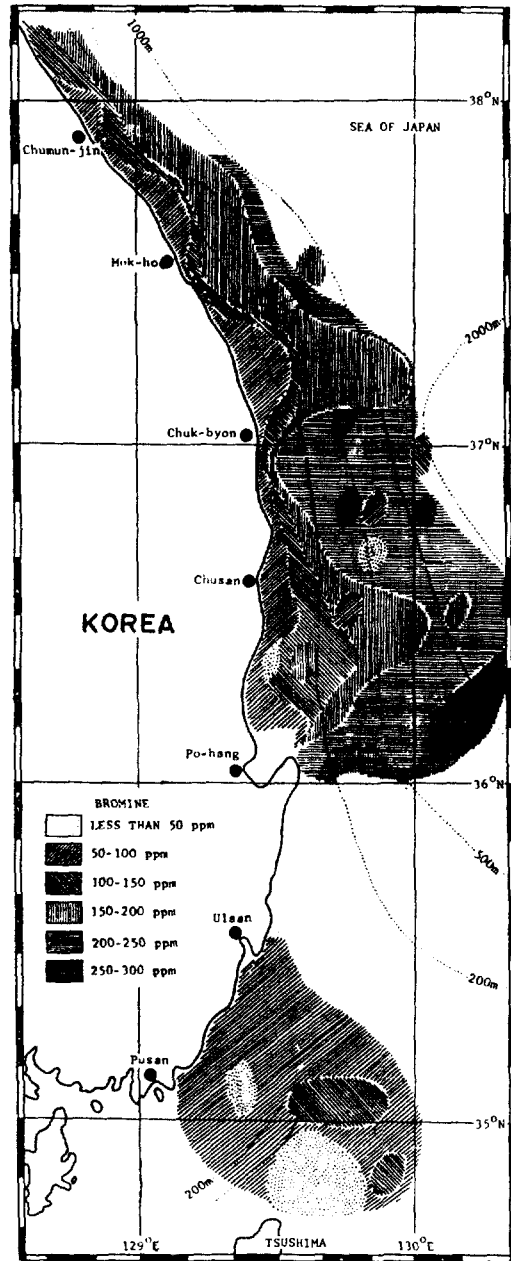 1000m
38°N
SEA OF JAPAN
Chumun-jin
Muk-ho
2000m
Chuk-byon
37°N
Chusan
KOREA
Po-hang
36°N
BROMINE
LESS THAN 50 ppm
50-100 ppm
100-150 ppm
150-200 ppm
200-250 ppm
250-300 ppm
500m
Ulsan
200m
Pusan
35°N
200m
129°E
TSUSHIMA
130°E